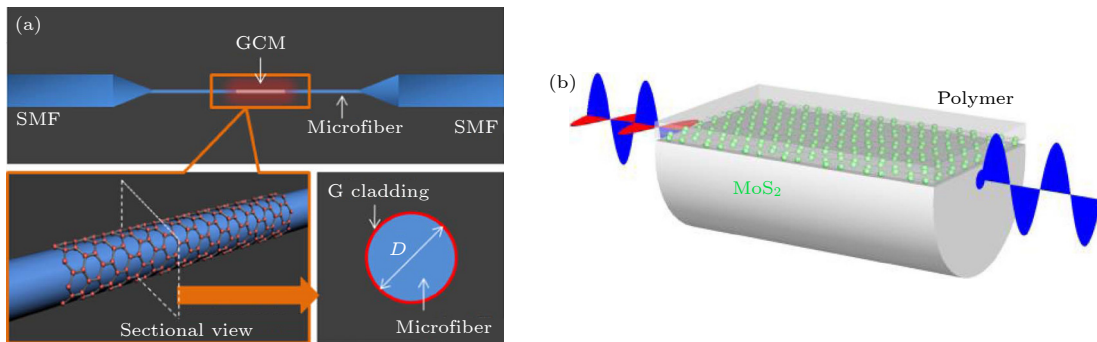 (a)
GCM
SMF
Microfiber
SMF
G cladding
D
Microfiber
Sectional view
(b)
Polymer
MoS₂